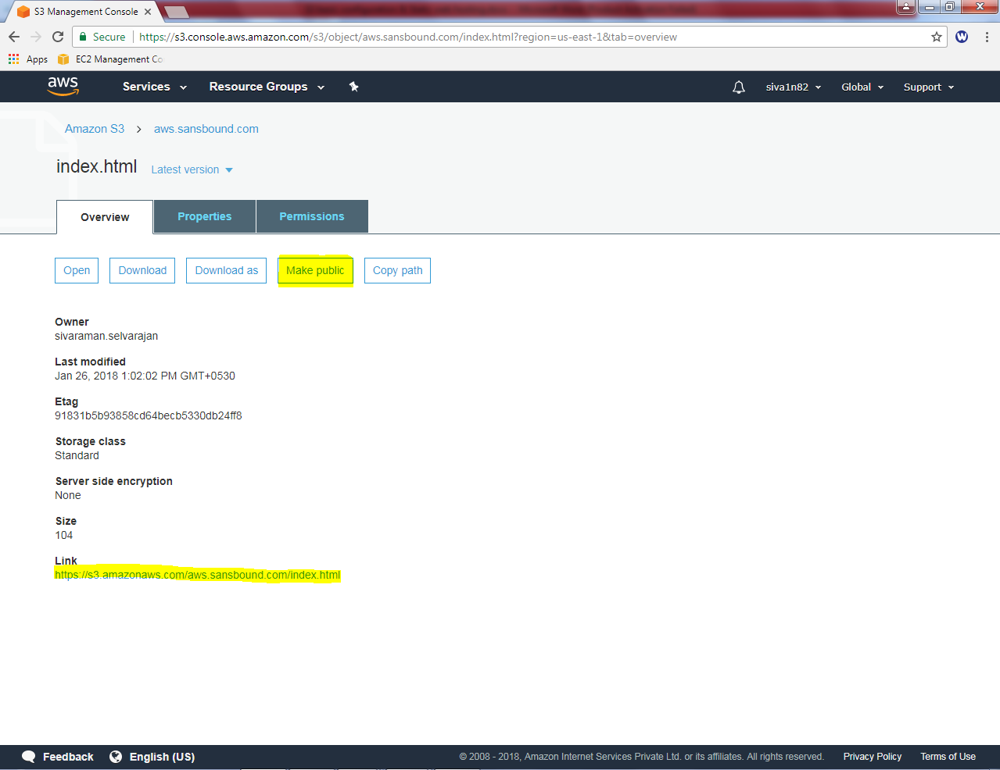 S3 Management Console
Secure https://s3.console.aws.amazon.com/s3/object/aws.sansbound.com/index.html?region=us-east-1&tab=overview
W
Apps EC2 Management Co
aws Services Resource Groups siva1n82 Global Support
Amazon S3 > aws.sansbound.com
index.html Latest version
Overview Properties Permissions
Open Download Download as Make public Copy path
Owner
sivaraman.selvarajan
Last modified
Jan 26, 2018 1:02:02 PM GMT+0530
Etag
91831b5b93858cd64becb5330db24ff8
Storage class
Standard
Server side encryption
None
Size
104
Link
https://s3.amazonaws.com/aws.sansbound.com/index.html
Feedback English (US) © 2008 - 2018, Amazon Internet Services Private Ltd. or its affiliates. All rights reserved. Privacy Policy Terms of Use